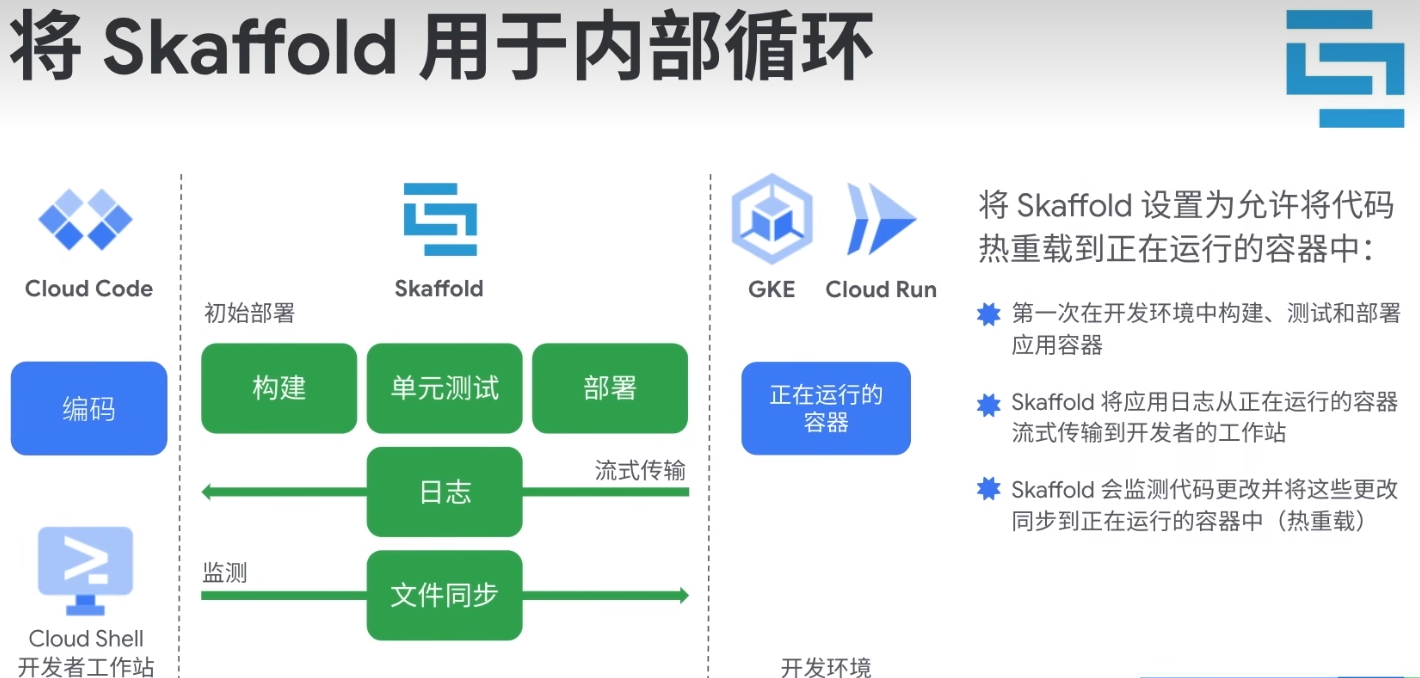 将 Skaffold 用于内部循环
Cloud Code
编码
Cloud Shell
开发者工作站
Skaffold
初始部署
构建
单元测试
部署
流式传输
日志
监测
文件同步
GKE
Cloud Run
正在运行的
容器
开发环境
将 Skaffold 设置为允许将代码
热重载到正在运行的容器中：
第一次在开发环境中构建、测试和部署
应用容器
Skaffold 将应用日志从正在运行的容器
流式传输到开发者的工作站
Skaffold 会监测代码更改并将这些更改
同步到正在运行的容器中（热重载）